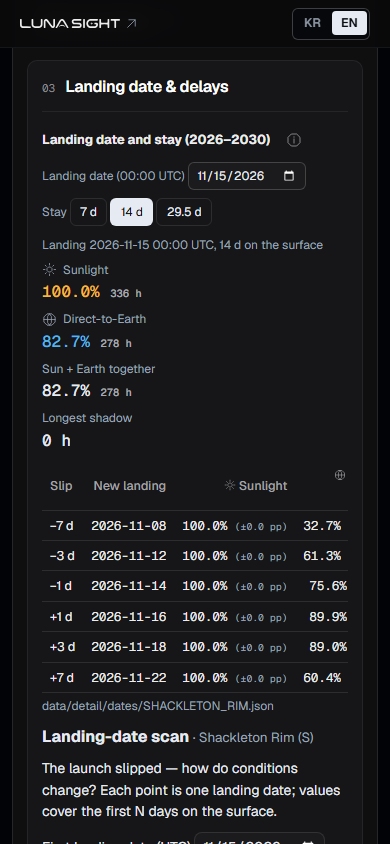 LUNA SIGHT ↗
KR EN
03 Landing date & delays
Landing date and stay (2026–2030)
Landing date (00:00 UTC) 11/15/2026
Stay 7 d 14 d 29.5 d
Landing 2026-11-15 00:00 UTC, 14 d on the surface
Sunlight
100.0% 336 h
Direct-to-Earth
82.7% 278 h
Sun + Earth together
82.7% 278 h
Longest shadow
0 h
Slip New landing Sunlight
−7 d 2026-11-08 100.0% (±0.0 pp) 32.7%
−3 d 2026-11-12 100.0% (±0.0 pp) 61.3%
−1 d 2026-11-14 100.0% (±0.0 pp) 75.6%
+1 d 2026-11-16 100.0% (±0.0 pp) 89.9%
+3 d 2026-11-18 100.0% (±0.0 pp) 89.0%
+7 d 2026-11-22 100.0% (±0.0 pp) 60.4%
data/detail/dates/SHACKLETON_RIM.json
Landing-date scan · Shackleton Rim (S)
The launch slipped — how do conditions
change? Each point is one landing date; values
cover the first N days on the surface.
First landing date (UTC) 11/15/2026